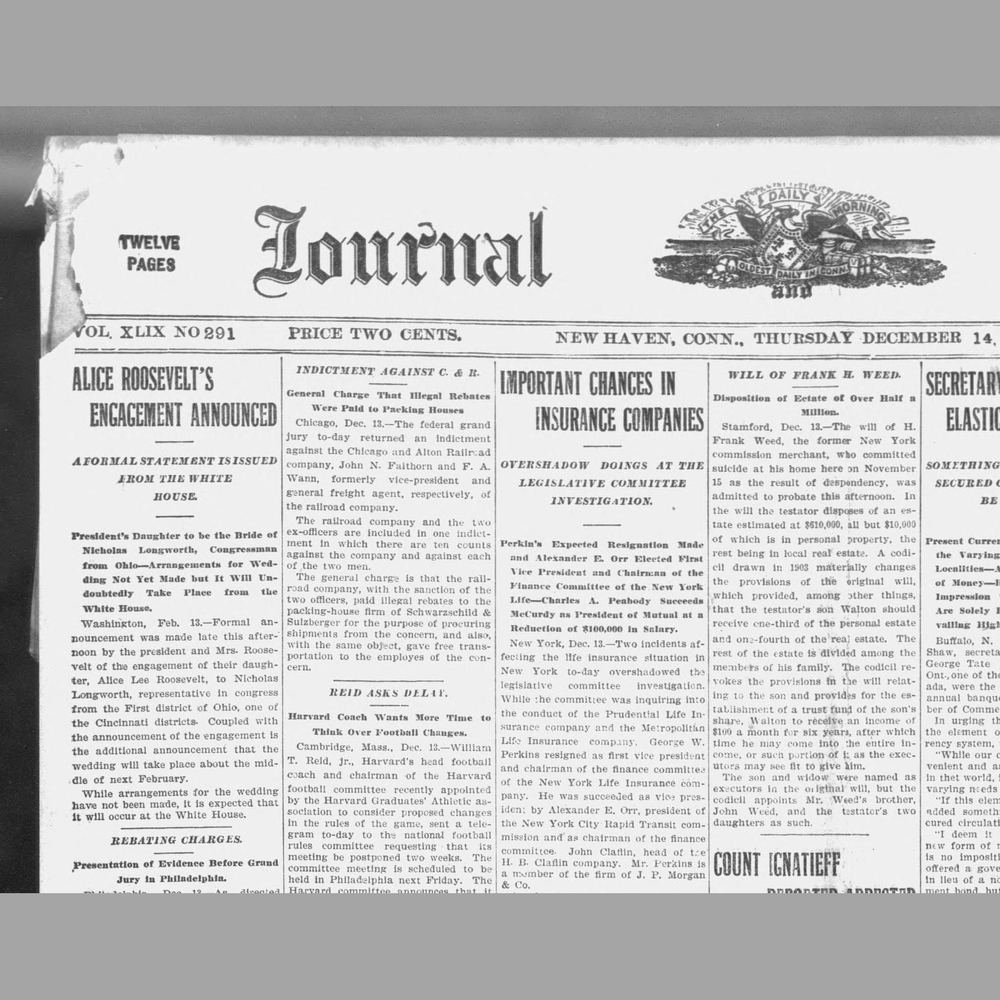 TWELVE
PAGES
Journal
THE DAILY MORNING
OLDEST DAILY IN CONN.
and
VOL. XLIX NO 291 PRICE TWO CENTS. NEW HAVEN, CONN., THURSDAY DECEMBER 14,
ALICE ROOSEVELT'S
ENGAGEMENT ANNOUNCED
A FORMAL STATEMENT IS ISSUED
FROM THE WHITE
HOUSE.
President's Daughter to be the Bride of
Nicholas Longworth, Congressman
from Ohio—Arrangements for Wed-
ding Not Yet Made but It Will Un-
doubtedly Take Place from the
White House.
Washington, Feb. 13.—Formal an-
nouncement was made late this after-
noon by the president and Mrs. Roose-
velt of the engagement of their daugh-
ter, Alice Lee Roosevelt, to Nicholas
Longworth, representative in congress
from the First district of Ohio, one of
the Cincinnati districts. Coupled with
the announcement of the engagement is
the additional announcement that the
wedding will take place about the mid-
dle of next February.
While arrangements for the wedding
have not been made, it is expected that
it will occur at the White House.
REBATING CHARGES.
Presentation of Evidence Before Grand
Jury in Philadelphia.
Philadelphia, Dec. 13.—As directed
INDICTMENT AGAINST C. & R.
General Charge That Illegal Rebates
Were Paid to Packing Houses
Chicago, Dec. 13.—The federal grand
jury to-day returned an indictment
against the Chicago and Alton Railroad
company, John N. Faithorn and F. A.
Wann, formerly vice-president and
general freight agent, respectively, of
the railroad company.
The railroad company and the two
ex-officers are included in one indict-
ment in which there are ten counts
against the company and against each
of the two men.
The general charge is that the rail-
road company, with the sanction of the
two officers, paid illegal rebates to the
packing-house firm of Schwarzschild &
Sulzberger for the purpose of procuring
shipments from the concern, and also,
with the same object, gave free trans-
portation to the employes of the con-
cern.
REID ASKS DELAY.
Harvard Coach Wants More Time to
Think Over Football Changes.
Cambridge, Mass., Dec. 13.—William
T. Reid, jr., Harvard's head football
coach and chairman of the Harvard
football committee recently appointed
by the Harvard Graduates' Athletic as-
sociation to consider proposed changes
in the rules of the game, sent a tele-
gram to-day to the national football
rules committee requesting that its
meeting be postponed two weeks. The
committee meeting is scheduled to be
held in Philadelphia next Friday. The
Harvard committee announces that it
IMPORTANT CHANCES IN
INSURANCE COMPANIES
OVERSHADOW DOINGS AT THE
LEGISLATIVE COMMITTEE
INVESTIGATION.
Perkin's Expected Resignation Made
and Alexander E. Orr Elected First
Vice President and Chairman of the
Finance Committee of the New York
Life—Charles A. Peabody Succeeds
McCurdy as President of Mutual at a
Reduction of $100,000 in Salary.
New York, Dec. 13.—Two incidents af-
fecting the life insurance situation in
New York to-day overshadowed the
legislative committee investigation.
While the committee was inquiring into
the conduct of the Prudential Life In-
surance company and the Metropolitan
Life Insurance company. George W.
Perkins resigned as first vice president
and chairman of the finance committee
of the New York Life Insurance com-
pany. He was succeeded as vice pres-
ident by Alexander E. Orr, president of
the New York City Rapid Transit com-
mission and as chairman of the finance
committee. John Claflin, head of the
H. B. Claflin company. Mr. Perkins is
a member of the firm of J. P. Morgan
& Co.
WILL OF FRANK H. WEED.
Disposition of Estate of Over Half a
Million.
Stamford, Dec. 13.—The will of H.
Frank Weed, the former New York
commission merchant, who committed
suicide at his home here on November
15 as the result of despendency, was
admitted to probate this afternoon. In
the will the testator disposes of an es-
tate estimated at $610,000, all but $10,000
of which is in personal property, the
rest being in local real estate. A codi-
cil drawn in 1903 materially changes
the provisions of the original will,
which provided, among other things,
that the testator's son Walton should
receive one-third of the personal estate
and one-fourth of the real estate. The
rest of the estate is divided among the
members of his family. The codicil re-
vokes the provisions in the will relat-
ing to the son and provides for the es-
tablishment of a trust fund of the son's
share, Walton to receive an income of
$100 a month for six years, after which
time he may come into the entire in-
come, or such portion of it as the exec-
utors may see fit to give him.
The son and widow were named as
executors in the original will, but the
codicil appoints Mr. Weed's brother,
John Weed, and the testator's two
daughters as such.
COUNT IGNATIEFF
REPORTED ARRESTED
SECRETARY
ELASTIC
SOMETHING
SECURED
BE
Present Curren
the Varying
Localities—A
of Money—I
Impression
Are Solely
vailing High
Buffalo, N.
Shaw, secreta
George Tate
Ont., one of the
ada, were the
annual banque
ber of Comme
In urging th
the element o
rency system,
"While our c
venient and a
in thet world, i
varying needs
"If this elem
added somethi
cured circulati
"I deem it
new form of n
is no impositi
offered a gove
in lieu of a no
ment bond, but